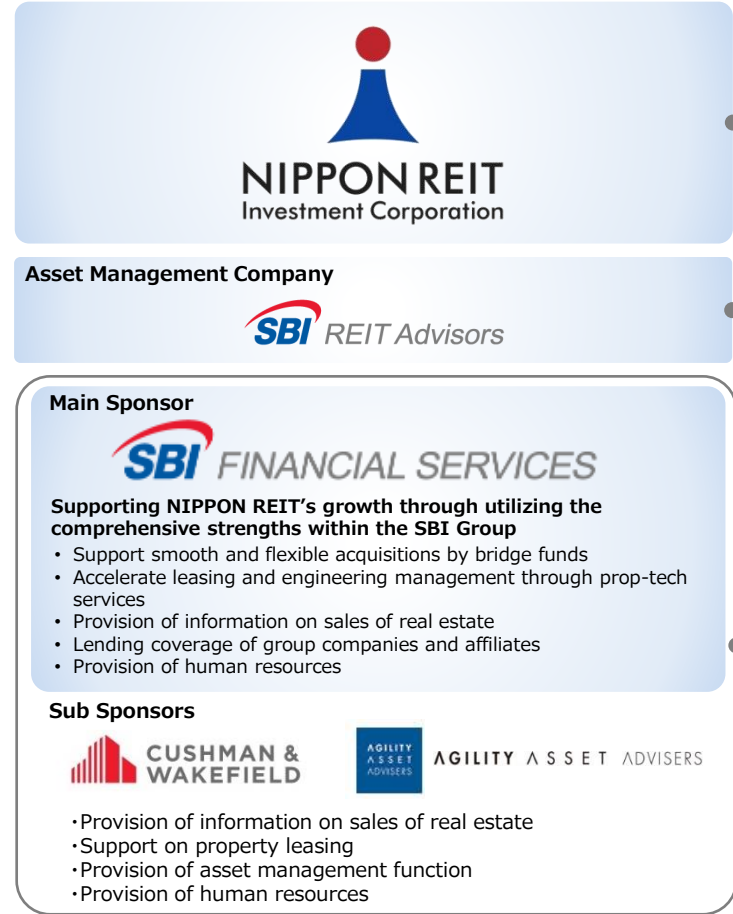 NIPPON REIT
Investment Corporation
Asset Management Company
SBI REIT Advisors
Main Sponsor
SBI FINANCIAL SERVICES
Supporting NIPPON REIT’s growth through utilizing the
comprehensive strengths within the SBI Group
• Support smooth and flexible acquisitions by bridge funds
• Accelerate leasing and engineering management through prop-tech
services
• Provision of information on sales of real estate
• Lending coverage of group companies and affiliates
• Provision of human resources
Sub Sponsors
CUSHMAN &
WAKEFIELD
AGILITY
ASSET
ADVISERS
AGILITY ASSET ADVISERS
・Provision of information on sales of real estate
・Support on property leasing
・Provision of asset management function
・Provision of human resources